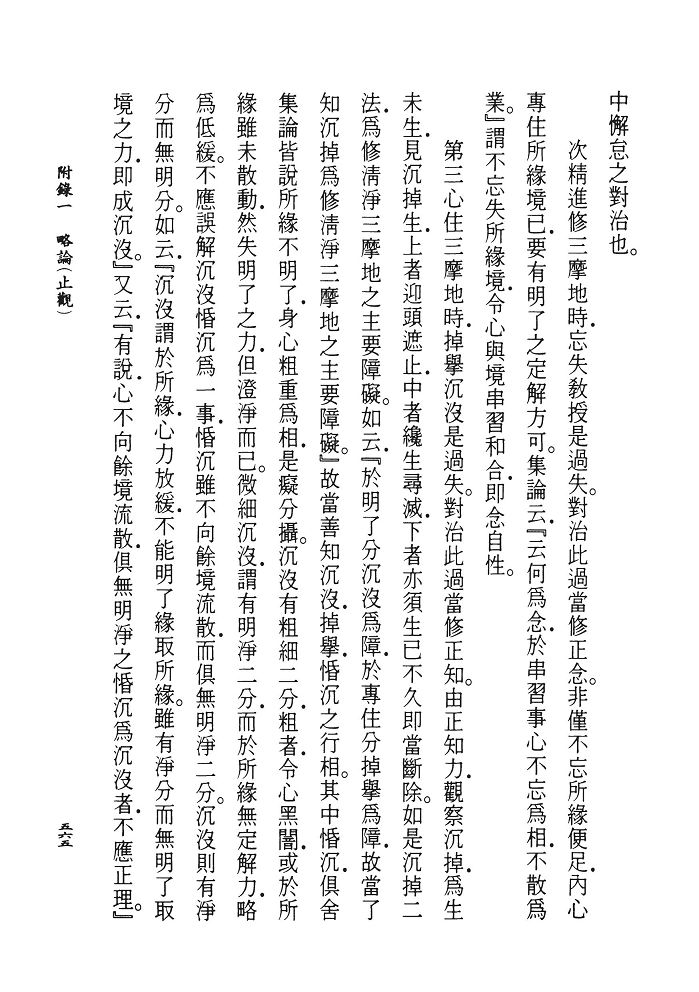 中懈怠之對治也。
次精進修三摩地時．忘失敎授是過失。對治此過當修正念。非僅不忘所緣便足．內心
專住所緣境已．要有明了之定解方可。集論云『云何爲念．於串習事心不忘爲相．不散爲
業。』謂不忘失所緣境．令心與境串習和合．卽念自性。
第三心住三摩地時．掉擧沉沒是過失。對治此過當修正知。由正知力．觀察沉掉．爲生
未生．見沉掉生．上者迎頭遮止．中者纔生尋滅．下者亦須生已不久卽當斷除。如是沉掉二
法．爲修淸淨三摩地之主要障礙。如云．『於明了分沉沒爲障．於專住分掉擧爲障．故當了
知沉掉爲修淸淨三摩地之主要障礙。』故當善知沉沒．掉擧．惛沉之行相。其中惛沉．俱舍
集論皆說所緣不明了．身心粗重爲相．是癡分攝。沉沒有粗細二分．粗者．令心黑闇．或於所
緣雖未散動．然失明了之力．但澄淨而已。微細沉沒．謂有明淨二分．而於所緣無定解力．略
爲低緩。不應誤解沉沒惛沉爲一事．惛沉雖不向餘境流散．而俱無明淨二分。沉沒則有淨
分而無明分。如云．『沉沒謂於所緣．心力放緩．不能明了緣取所緣。雖有淨分而無明了取
境之力．卽成沉沒。』又云．『有說．心不向餘境流散．俱無明淨之惛沉爲沉沒者．不應正理。』
附錄一　略論（止觀）
五六五